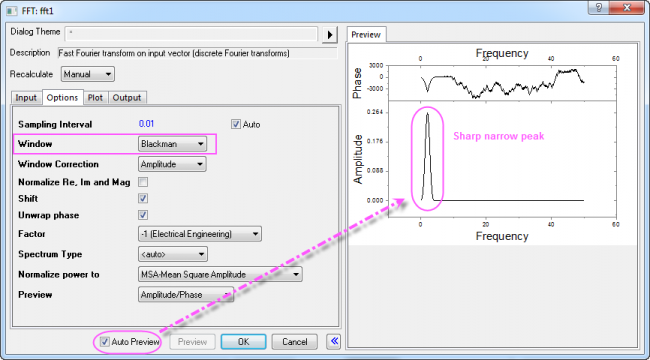 FFT: fft1
Dialog Theme *
Description Fast Fourier transform on input vector (discrete Fourier transforms)
Recalculate Manual
Input Options Plot Output
Sampling Interval 0.01 Auto
Window Blackman
Window Correction Amplitude
Normalize Re, Im and Mag
Shift
Unwrap phase
Factor -1 (Electrical Engineering)
Spectrum Type <auto>
Normalize power to MSA-Mean Square Amplitude
Preview Amplitude/Phase
Auto Preview Preview OK Cancel
Preview
Frequency
0 20 40 60
Phase
3000
0
-3000
Amplitude
0.264
0.176
0.088
0.000
Sharp narrow peak
0 20 40 60
Frequency